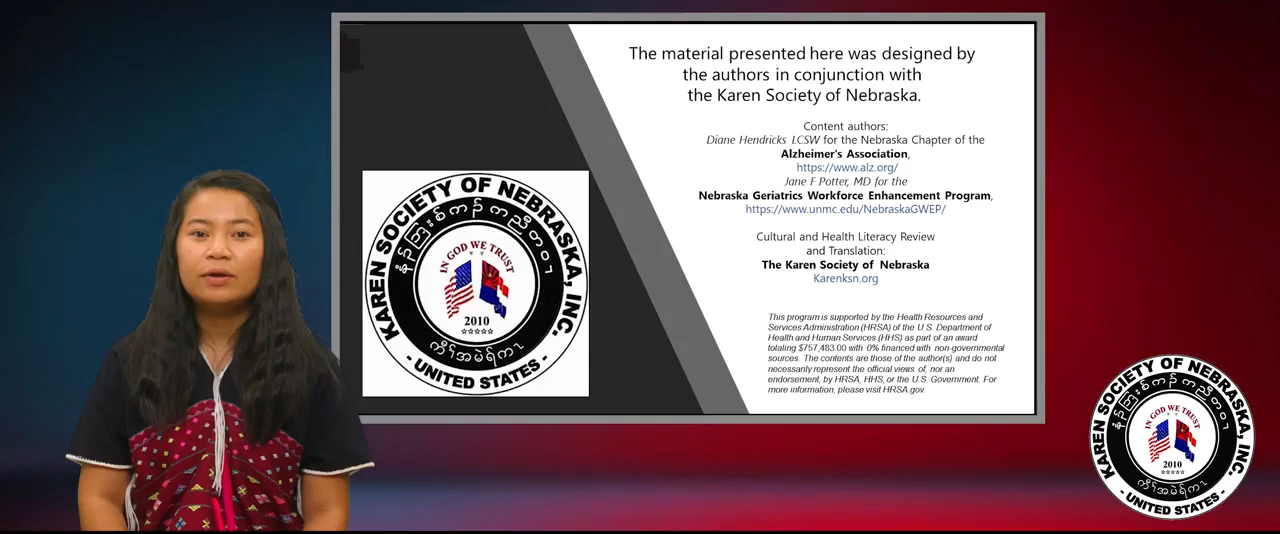 The material presented here was designed by
the authors in conjunction with
the Karen Society of Nebraska.
Content authors:
Diane Hendricks LCSW for the Nebraska Chapter of the
Alzheimer's Association,
https://www.alz.org/
Jane F Potter, MD for the
Nebraska Geriatrics Workforce Enhancement Program,
https://www.unmc.edu/NebraskaGWEP/
Cultural and Health Literacy Review
and Translation:
The Karen Society of Nebraska
Karenksn.org
This program is supported by the Health Resources and
Services Administration (HRSA) of the U.S. Department of
Health and Human Services (HHS) as part of an award
totaling $757,483.00 with 0% financed with non-governmental
sources. The contents are those of the author(s) and do not
necessarily represent the official views of, nor an
endorsement, by HRSA, HHS, or the U.S. Government. For
more information, please visit HRSA.gov.
KAREN SOCIETY OF NEBRASKA, INC.
IN GOD WE TRUST
2010
- UNITED STATES -
KAREN SOCIETY OF NEBRASKA, INC.
IN GOD WE TRUST
2010
- UNITED STATES -